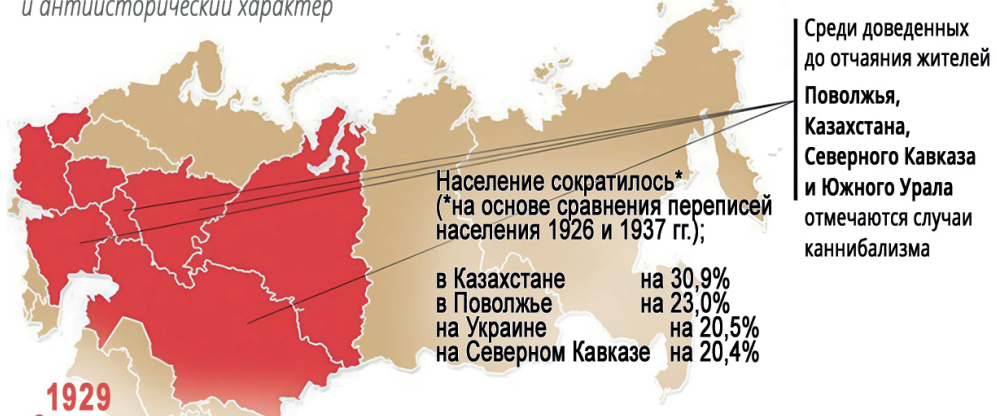 и антиисторический характер
Среди доведенных
до отчаяния жителей
Поволжья,
Казахстана,
Северного Кавказа
и Южного Урала
отмечаются случаи
каннибализма
Население сократилось*
(*на основе сравнения переписей
населения 1926 и 1937 гг.);
в Казахстане на 30,9%
в Поволжье на 23,0%
на Украине на 20,5%
на Северном Кавказе на 20,4%
1929